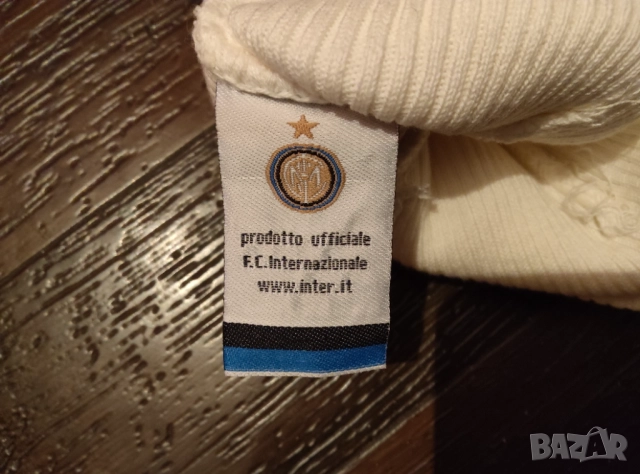 prodotto ufficiale
F.C.Internazionale
www.inter.it
BAZAR